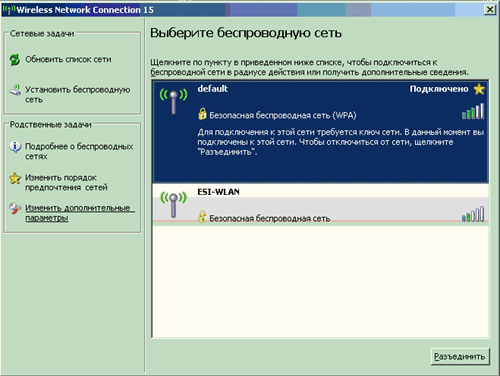 Wireless Network Connection 15
Сетевые задачи
Обновить список сети
Установить беспроводную
сеть
Родственные задачи
Подробнее о беспроводных
сетях
Изменить порядок
предпочтения сетей
Изменить дополнительные
параметры
Выберите беспроводную сеть
Щелкните по пункту в приведенном ниже списке, чтобы подключиться к
беспроводной сети в радиусе действия или получить дополнительные сведения.
default Подключено
Безопасная беспроводная сеть (WPA)
Для подключения к этой сети требуется ключ сети. В данный момент вы
подключены к этой сети. Чтобы отключиться от сети, щелкните
"Разъединить".
ESI-WLAN
Безопасная беспроводная сеть
Разъединить